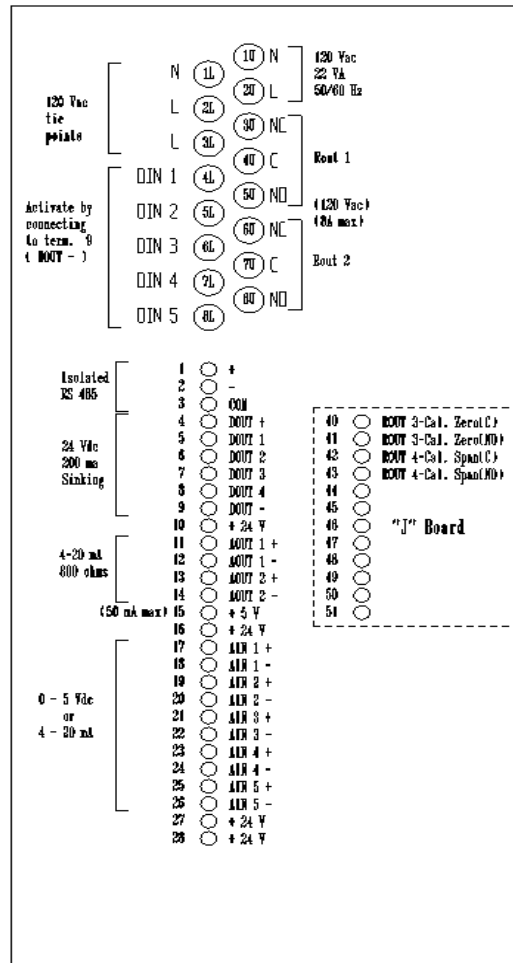 120 Vac
tie
points
N 1L
L 2L
L 3L
DIN 1 4L
DIN 2 5L
DIN 3 6L
DIN 4 7L
DIN 5 8L
Activate by
connecting
to term. 9
( DOUT - )
1U N
2U L
3U NC
4U C
5U NO
6U NC
7U C
8U NO
120 Vac
22 VA
50/60 Hz
Rout 1
(120 Vac)
(8A max)
Rout 2
Isolated
RS 485
24 Vdc
200 ma
Sinking
4-20 mA
800 ohms
(50 mA max)
0 - 5 Vdc
or
4 - 20 mA
1 +
2 -
3 COM
4 DOUT +
5 DOUT 1
6 DOUT 2
7 DOUT 3
8 DOUT 4
9 DOUT -
10 + 24 V
11 AOUT 1 +
12 AOUT 1 -
13 AOUT 2 +
14 AOUT 2 -
15 + 5 V
16 + 24 V
17 AIN 1 +
18 AIN 1 -
19 AIN 2 +
20 AIN 2 -
21 AIN 3 +
22 AIN 3 -
23 AIN 4 +
24 AIN 4 -
25 AIN 5 +
26 AIN 5 -
27 + 24 V
28 + 24 V
40 ROUT 3-Cal. Zero(C)
41 ROUT 3-Cal. Zero(NO)
42 ROUT 4-Cal. Span(C)
43 ROUT 4-Cal. Span(NO)
44
45
46
47
48
49
50
51
"J" Board